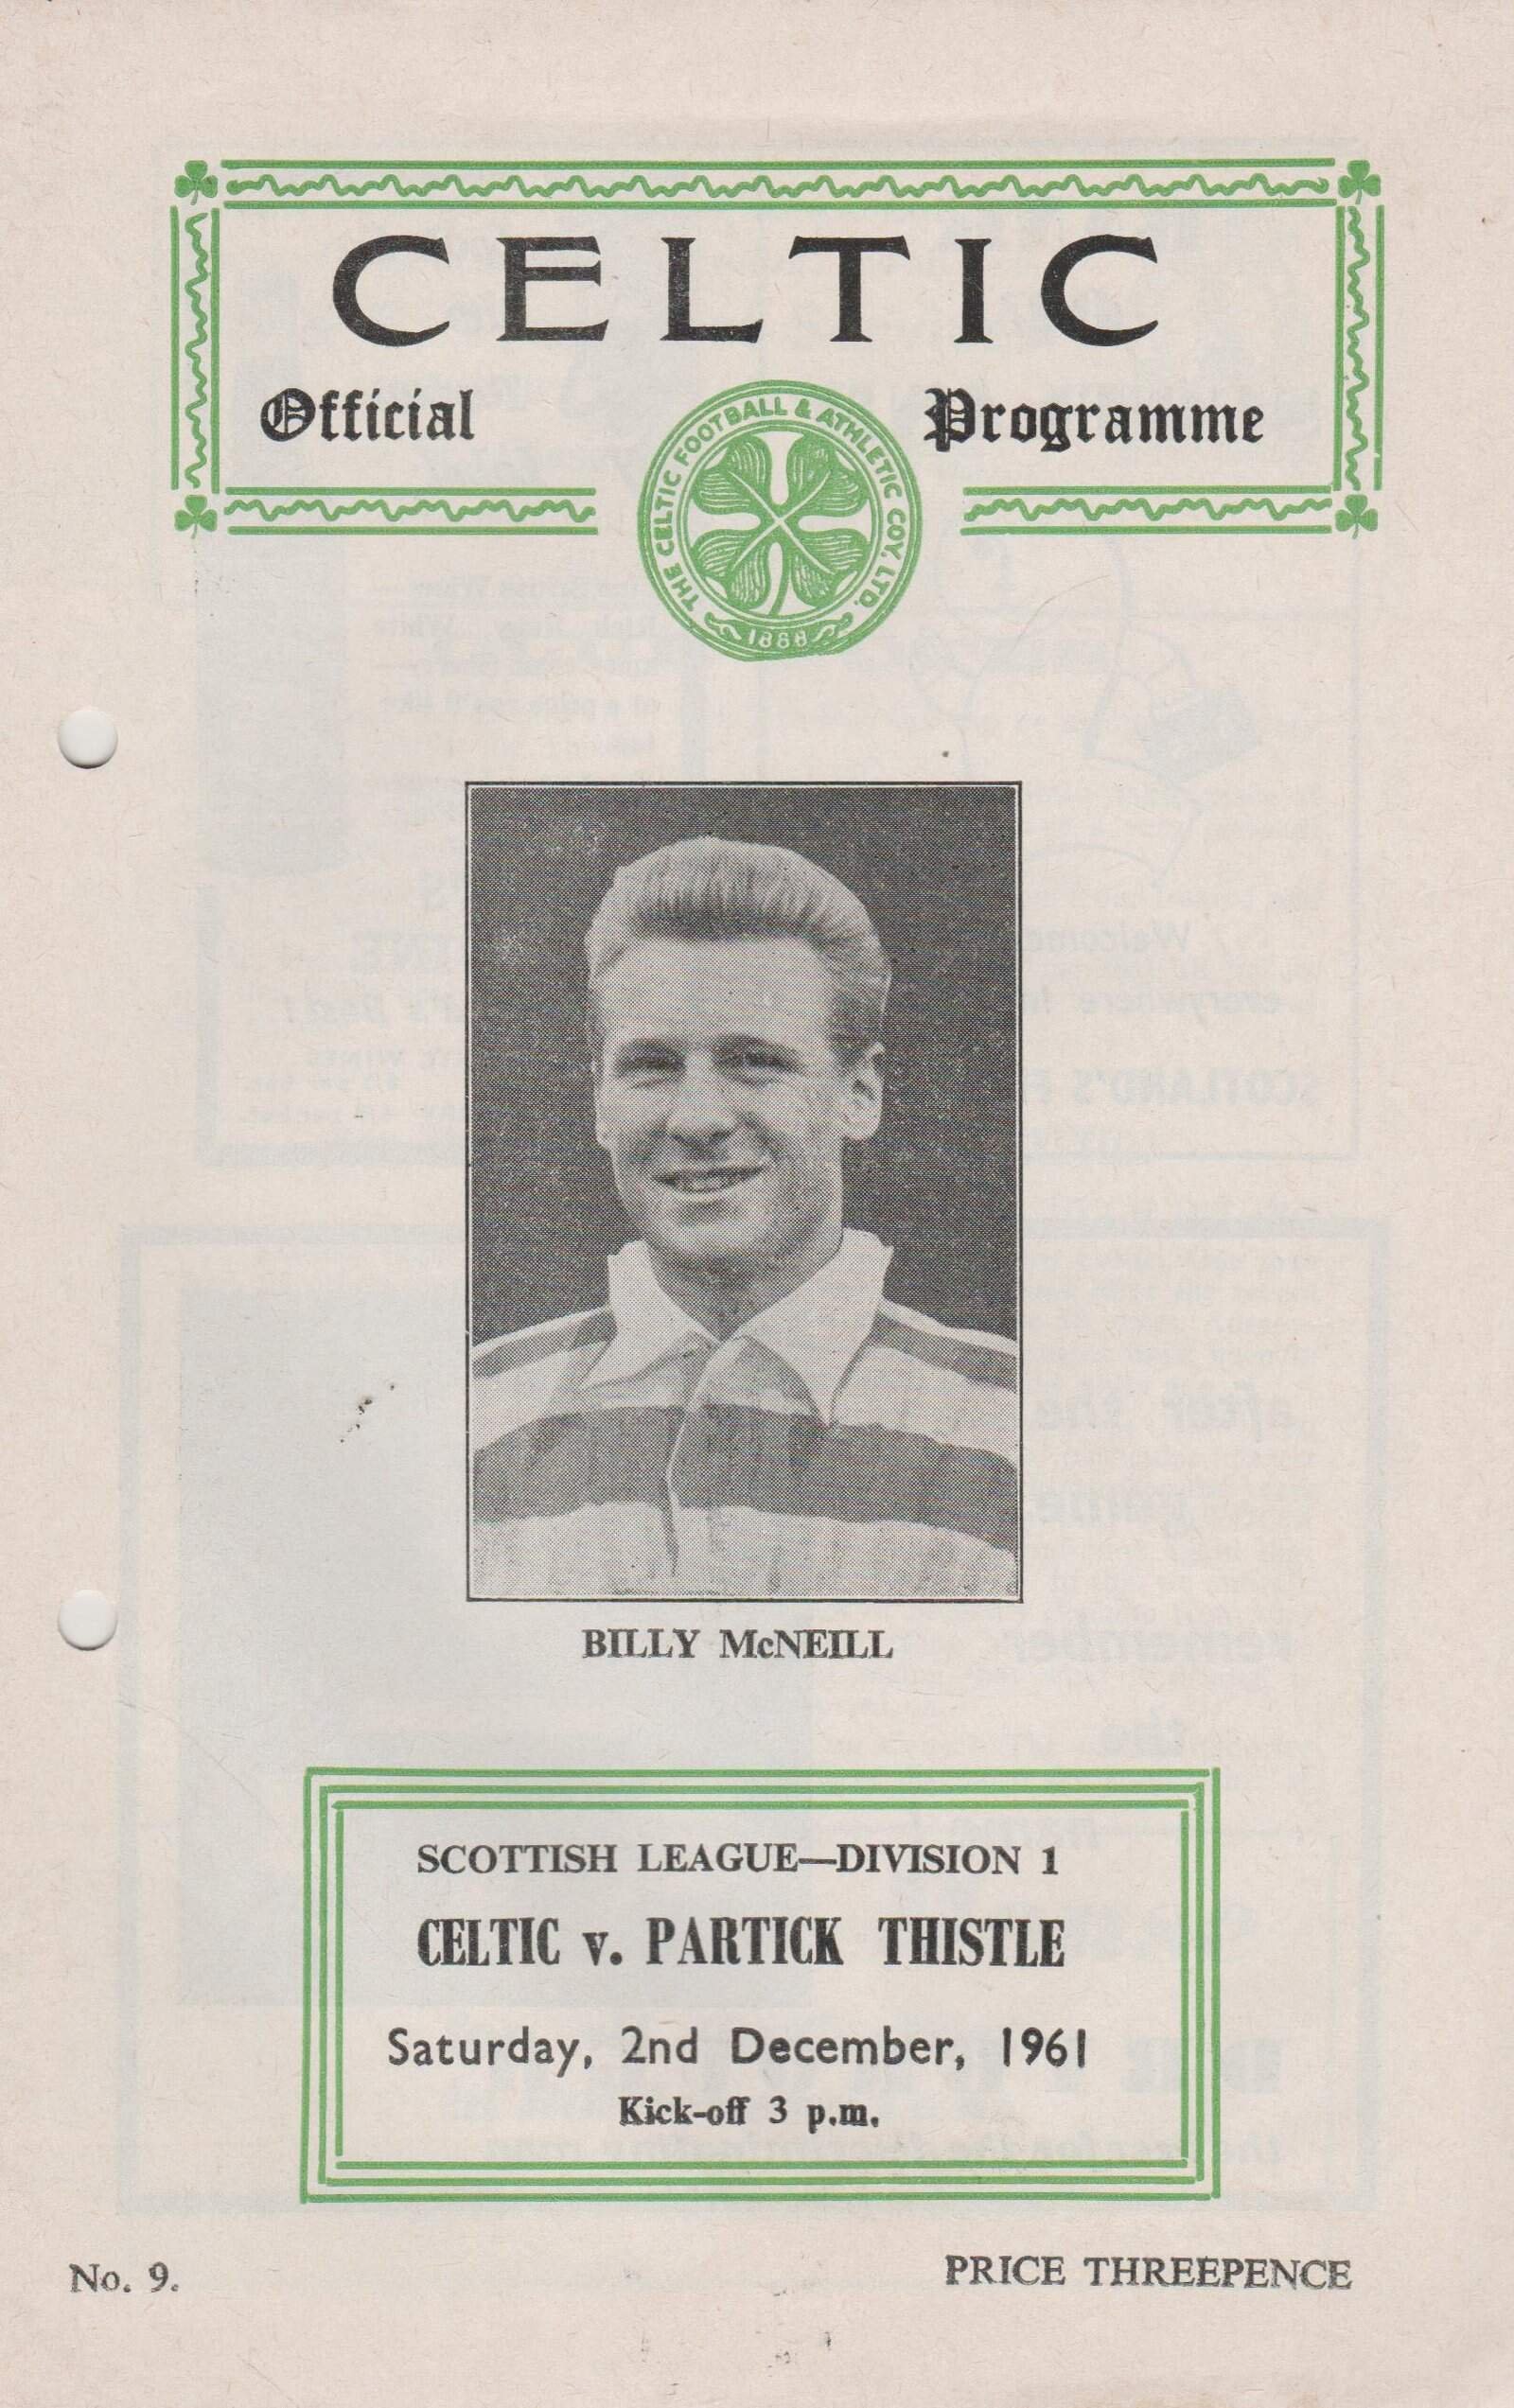 CELTIC
Official Programme
THE CELTIC FOOTBALL & ATHLETIC COY. LTD.
1888
BILLY McNEILL
SCOTTISH LEAGUE—DIVISION 1
CELTIC v. PARTICK THISTLE
Saturday, 2nd December, 1961
Kick-off 3 p.m.
No. 9.
PRICE THREEPENCE